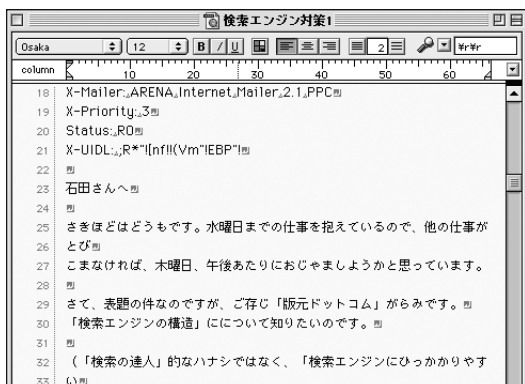 検索エンジン対策1
Osaka 12 B I U 2 ¥r¥r
column 10 20 30 40 50 60
18 X-Mailer: ARENA Internet Mailer 2.1 PPC
19 X-Priority: 3
20 Status: RO
21 X-UIDL: ;R*"![nf!!(Vm"!EBP"!
22
23 石田さんへ
24
25 さきほどはどうもです。水曜日までの仕事を抱えているので、他の仕事が
26 とび
27 こまなければ、木曜日、午後あたりにおじゃましようかと思っています。
28
29 さて、表題の件なのですが、ご存じ「版元ドットコム」がらみです。
30 「検索エンジンの構造」にについて知りたいのです。
31
32 (「検索の達人」的なハナシではなく、「検索エンジンにひっかかりやす
33 い